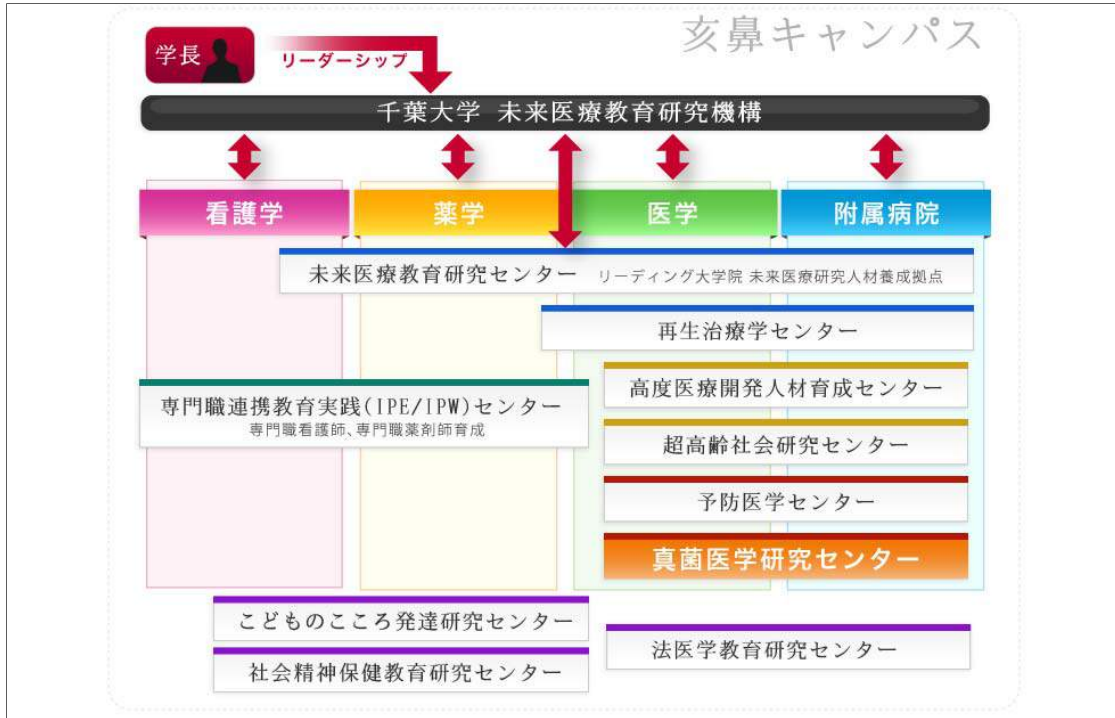 亥鼻キャンパス
学長
リーダーシップ
千葉大学 未来医療教育研究機構
看護学
薬学
医学
附属病院
未来医療教育研究センター リーディング大学院 未来医療研究人材養成拠点
再生治療学センター
専門職連携教育実践(IPE/IPW)センター
専門職看護師、専門職薬剤師育成
高度医療開発人材育成センター
超高齢社会研究センター
予防医学センター
真菌医学研究センター
こどものこころ発達研究センター
社会精神保健教育研究センター
法医学教育研究センター